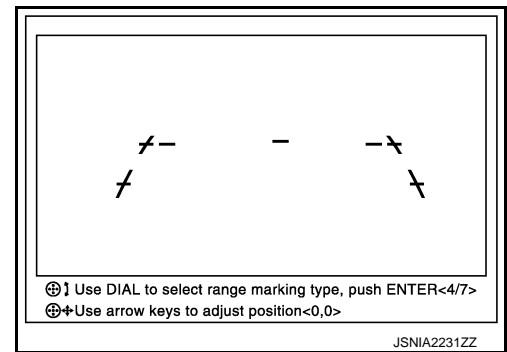 Use DIAL to select range marking type, push ENTER<4/7>
Use arrow keys to adjust position<0,0>
JSNIA2231ZZ